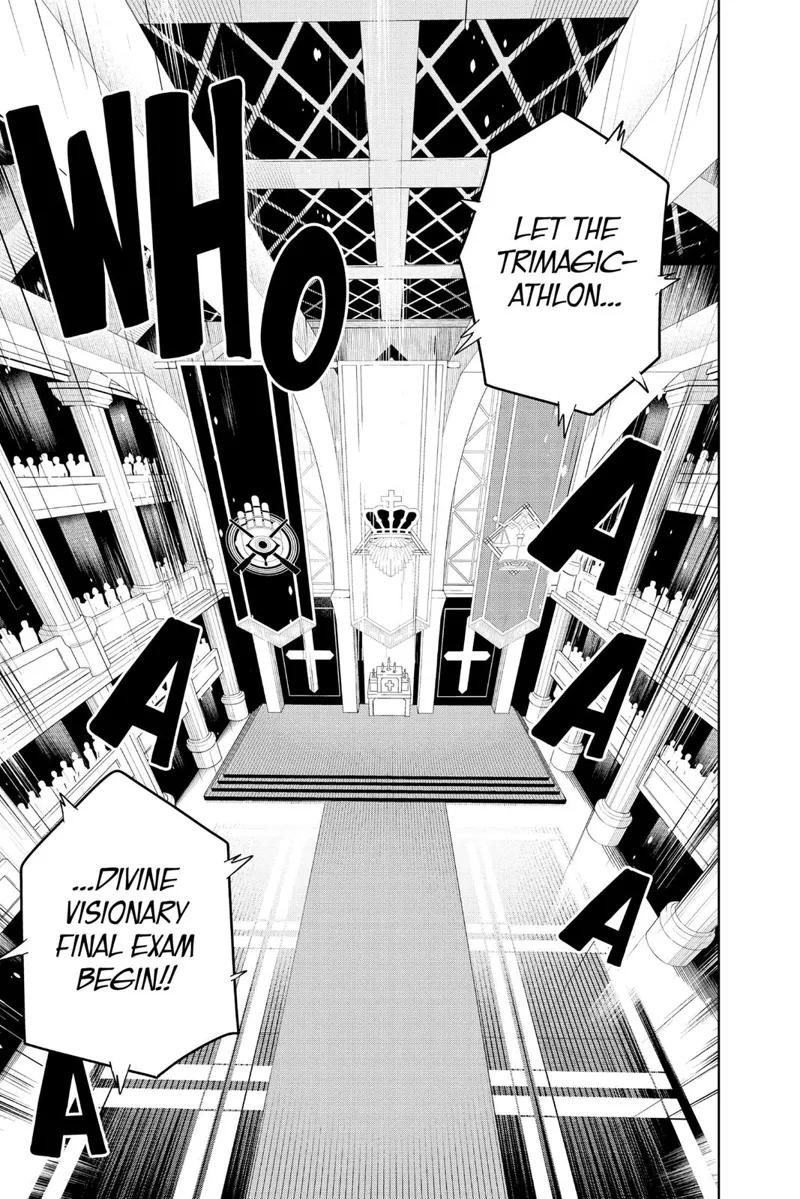 LET THE
TRIMAGIC-
ATHLON...
WHO
A
A
A
A
...DIVINE
VISIONARY
FINAL EXAM
BEGIN!!
A